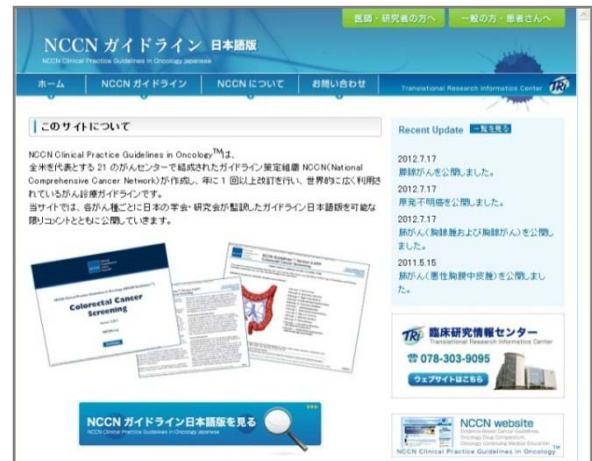 医師・研究者の方へ
一般の方・患者さんへ
NCCN ガイドライン 日本語版
NCCN Clinical Practice Guidelines in Oncology Japanese
ホーム
NCCN ガイドライン
NCCN について
お問い合わせ
Translational Research Informatics Center
TRi
このサイトについて
NCCN Clinical Practice Guidelines in Oncology™は、
全米を代表とする 21 のがんセンターで結成されたガイドライン策定組織 NCCN(National
Comprehensive Cancer Network)が作成し、年に 1 回以上改訂を行い、世界的に広く利用さ
れているがん診療ガイドラインです。
当サイトでは、各がん種ごとに日本の学会・研究会が監訳したガイドライン日本語版を可能な
限りコメントとともに公開していきます。
Colorectal Cancer
Screening
NCCN ガイドライン日本語版を見る
NCCN Clinical Practice Guidelines in Oncology Japanese
Recent Update 一覧を見る
2012.7.17
膵臓がんを公開しました。
2012.7.17
原発不明癌を公開しました。
2012.7.17
肺がん(胸腺腫および胸腺がん)を公開し
ました。
2011.5.15
肺がん(悪性胸膜中皮腫)を公開しまし
た。
TRi 臨床研究情報センター
Translational Research Informatics Center
078-303-9095
ウェブサイトはこちら
NCCN website
Evidence-Based Cancer Guidelines,
Oncology Drug Compendium,
Oncology Continuing Medical Education
NCCN Clinical Practice Guidelines in Oncology™